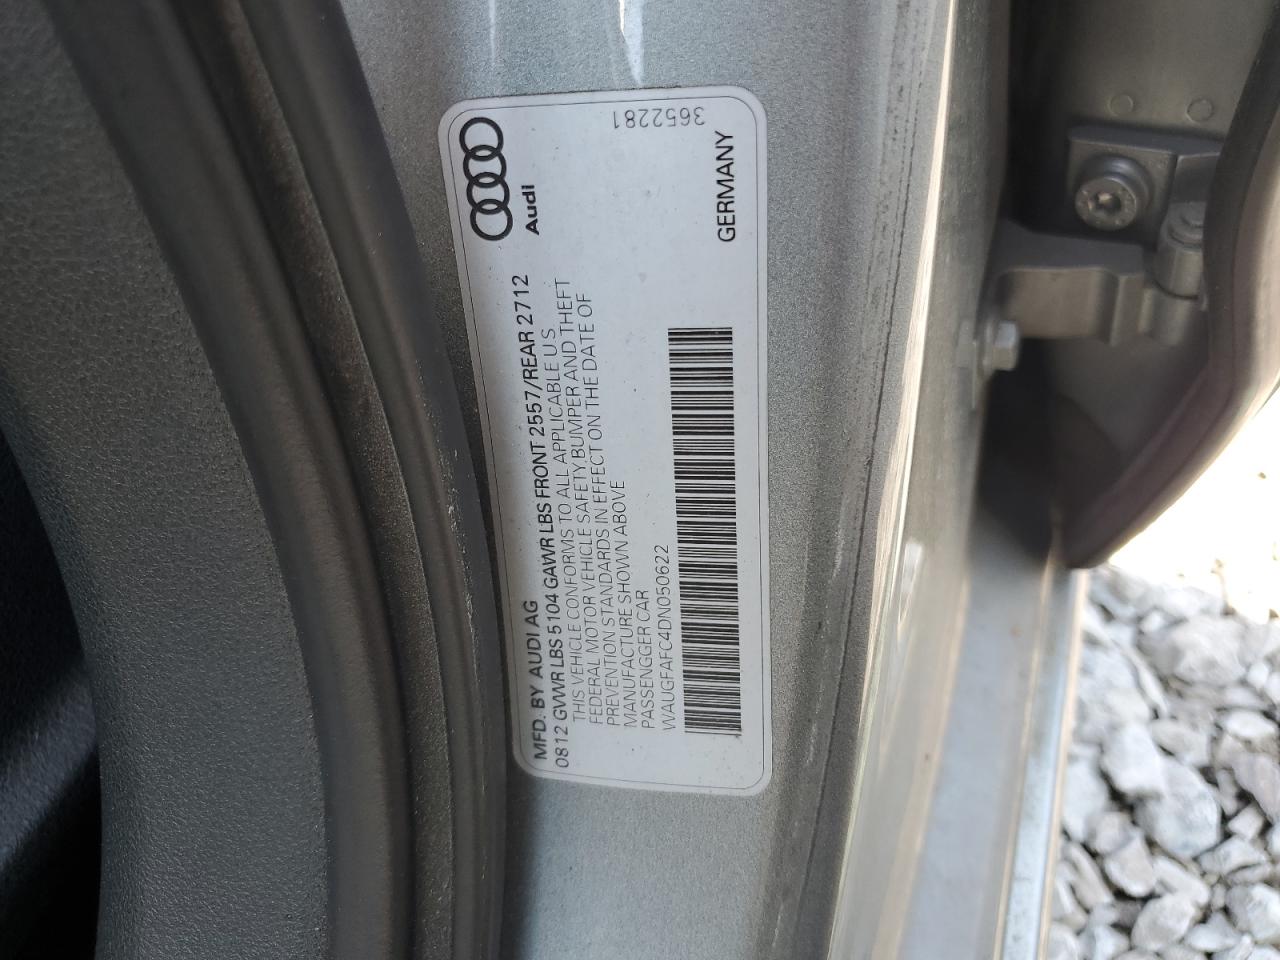 Audi
MFD. BY AUDI AG
0812 GVWR LBS 5104 GAWR LBS FRONT 2557/REAR 2712
THIS VEHICLE CONFORMS TO ALL APPLICABLE U S
FEDERAL MOTOR VEHICLE SAFETY, BUMPER AND THEFT
PREVENTION STANDARDS IN EFFECT ON THE DATE OF
MANUFACTURE SHOWN ABOVE
PASSENGGER CAR
WAUGFAFC4DN050622
GERMANY
3652281